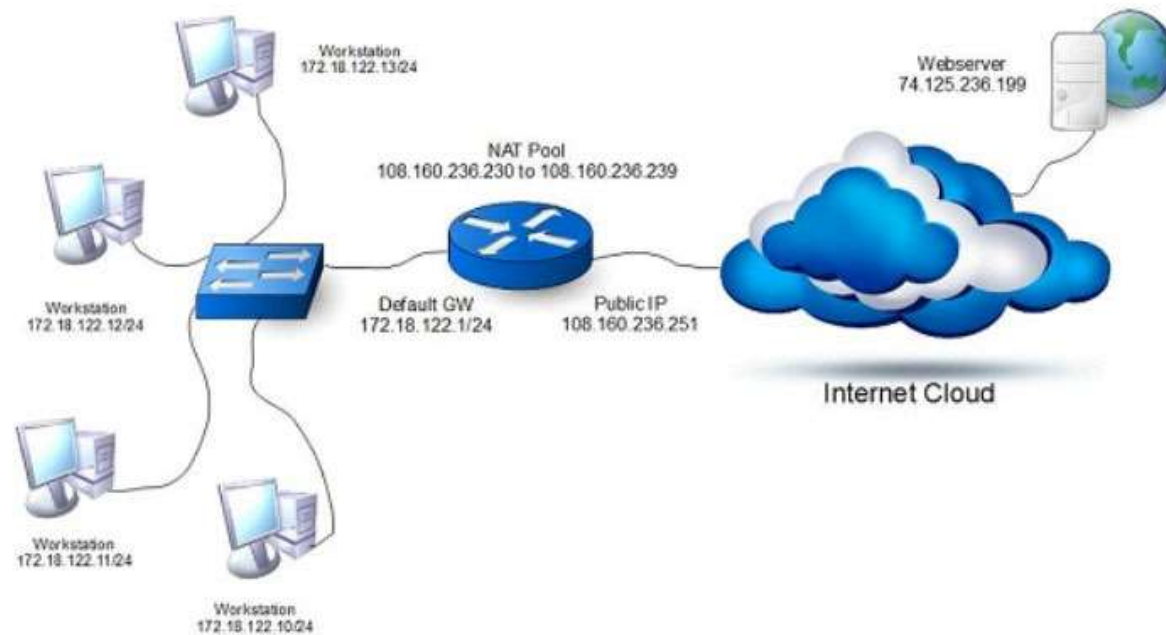 Workstation
172.18.122.13/24
Webserver
74.125.236.199
NAT Pool
108.160.236.230 to 108.160.236.239
Workstation
172.18.122.12/24
Default GW
172.18.122.1/24
Public IP
108.160.236.251
Internet Cloud
Workstation
172.18.122.11/24
Workstation
172.18.122.10/24